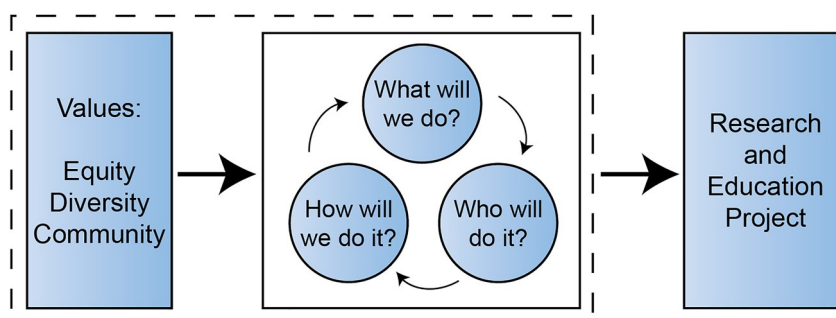 Values:
Equity
Diversity
Community
What will
we do?
Who will
do it?
How will
we do it?
Research
and
Education
Project